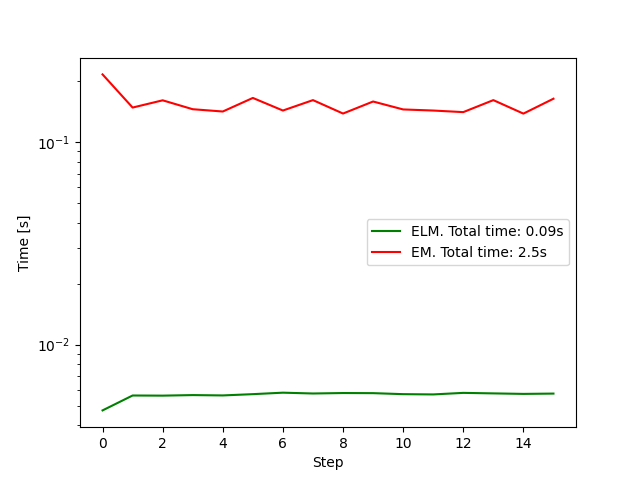 10⁻¹
10⁻²
Time [s]
ELM. Total time: 0.09s
EM. Total time: 2.5s
0 2 4 6 8 10 12 14
Step